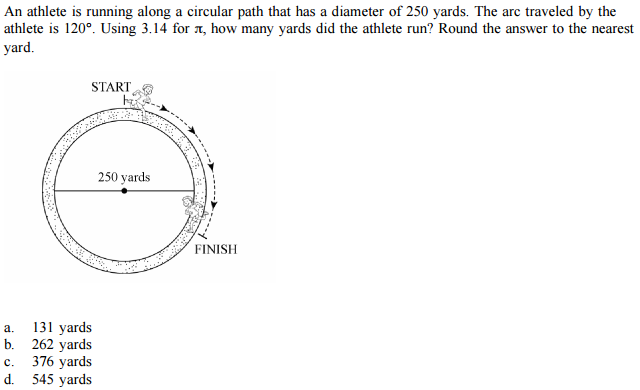 An athlete is running along a circular path that has a diameter of 250 yards. The arc traveled by the
athlete is 120°. Using 3.14 for π, how many yards did the athlete run? Round the answer to the nearest
yard.
START
250 yards
FINISH
a. 131 yards
b. 262 yards
c. 376 yards
d. 545 yards